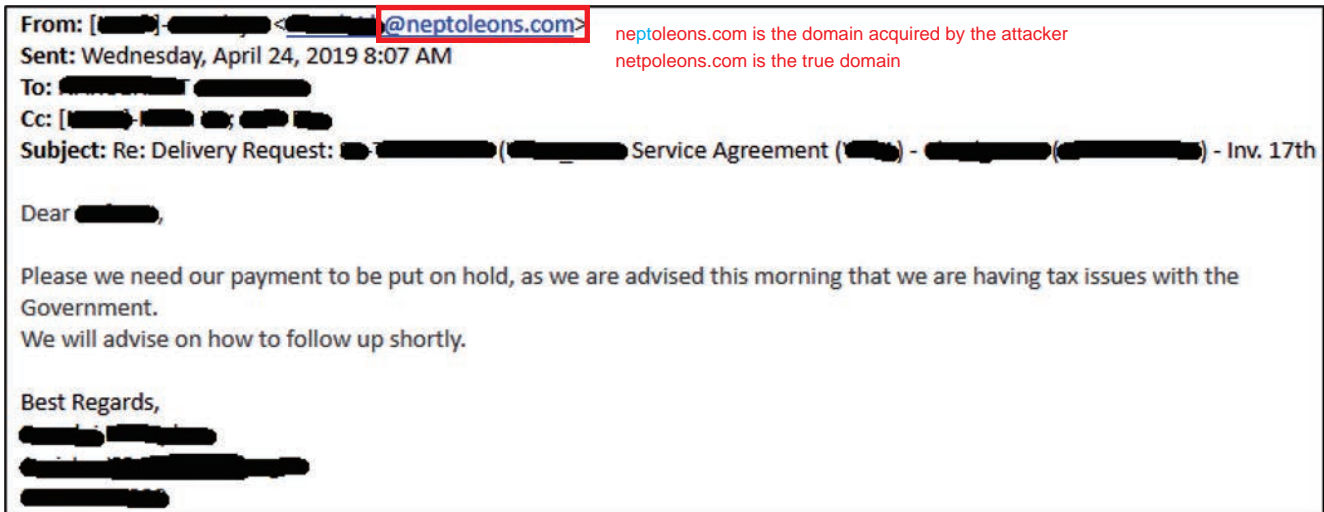 From: [ ]- < @neptoleons.com>
neptoleons.com is the domain acquired by the attacker
Sent: Wednesday, April 24, 2019 8:07 AM
netpoleons.com is the true domain
To:
Cc: [
Subject: Re: Delivery Request: ( Service Agreement ( ) - ( ) - Inv. 17th
Dear ,
Please we need our payment to be put on hold, as we are advised this morning that we are having tax issues with the
Government.
We will advise on how to follow up shortly.
Best Regards,